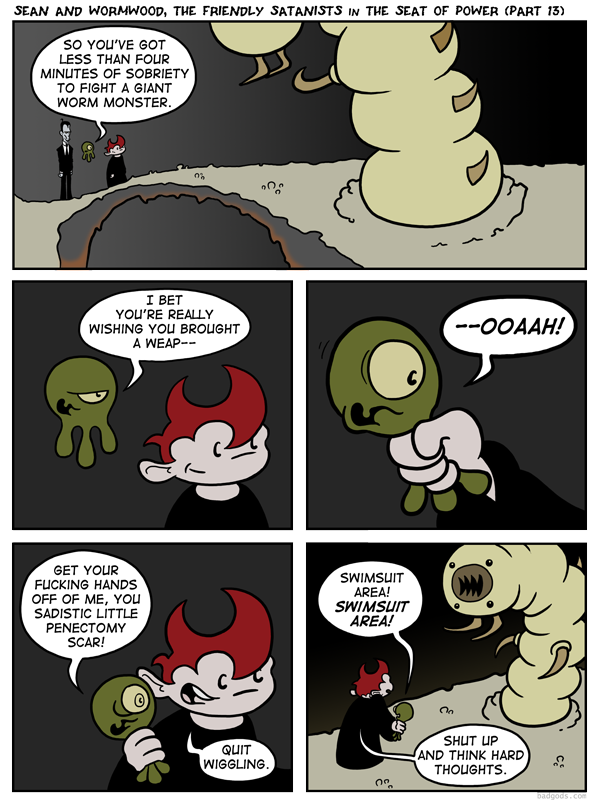 SEAN AND WORMWOOD, THE FRIENDLY SATANISTS IN THE SEAT OF POWER (PART 13)
SO YOU'VE GOT
LESS THAN FOUR
MINUTES OF SOBRIETY
TO FIGHT A GIANT
WORM MONSTER.
I BET
YOU'RE REALLY
WISHING YOU BROUGHT
A WEAP--
--OOAAH!
GET YOUR
FUCKING HANDS
OFF OF ME, YOU
SADISTIC LITTLE
PENECTOMY
SCAR!
QUIT
WIGGLING.
SWIMSUIT
AREA!
SWIMSUIT
AREA!
SHUT UP
AND THINK HARD
THOUGHTS.
badgods.com